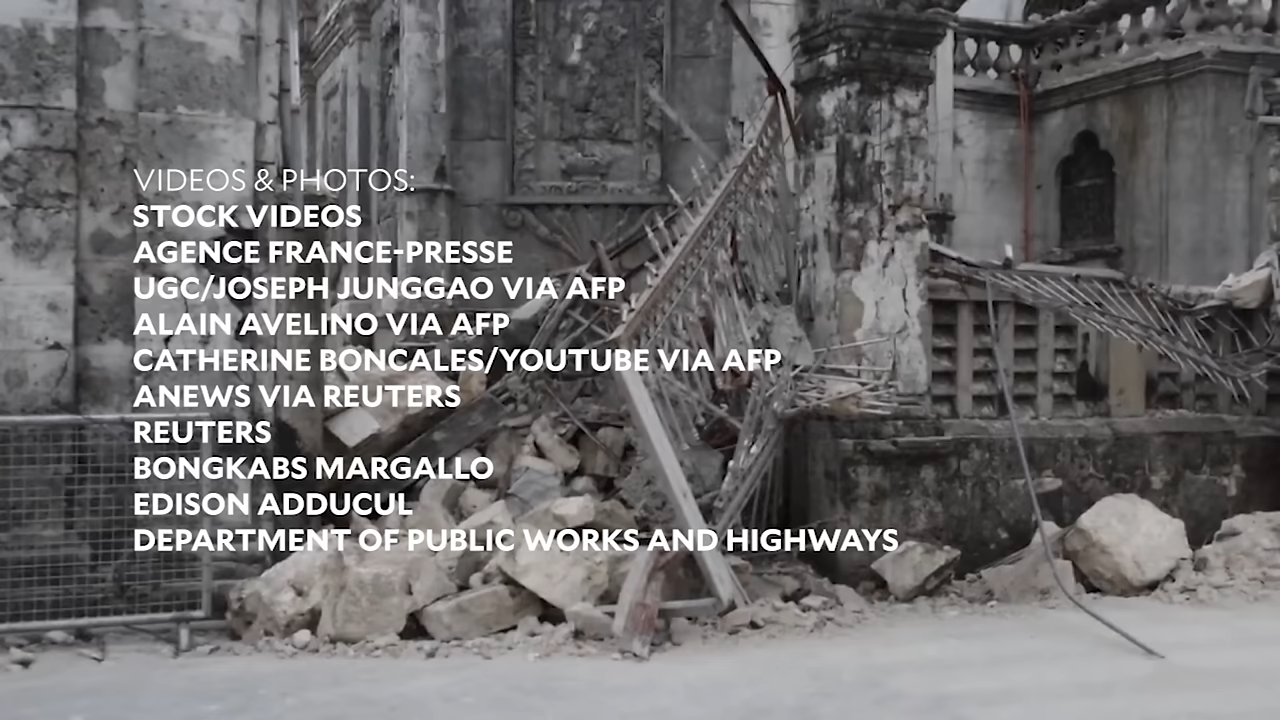 VIDEOS & PHOTOS:
STOCK VIDEOS
AGENCE FRANCE-PRESSE
UGC/JOSEPH JUNGGAO VIA AFP
ALAIN AVELINO VIA AFP
CATHERINE BONCALES/YOUTUBE VIA AFP
ANEWS VIA REUTERS
REUTERS
BONGKABS MARGALLO
EDISON ADDUCUL
DEPARTMENT OF PUBLIC WORKS AND HIGHWAYS